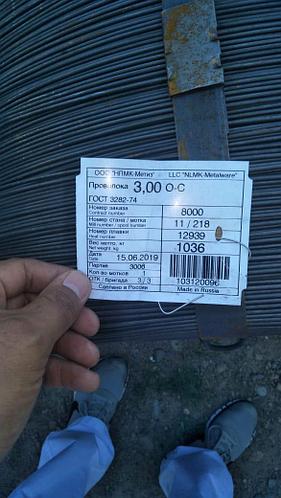 ООО "НЛМК-Метиз" LLC "NLMK-Metalware"
Проволока 3,00 О-С
ГОСТ 3282-74
Номер заказа
Contract number 8000
Номер стана / мотка
Mill number / spool number 11 / 218
Номер плавки
Heat number 12939
Вес нетто, кг
Net weight, kg 1036
Дата
Date 15.06.2019
Партия 3006
Кол-во мотков 1
ОТК / бригада 3 / 3
103120096
Сделано в России Made in Russia